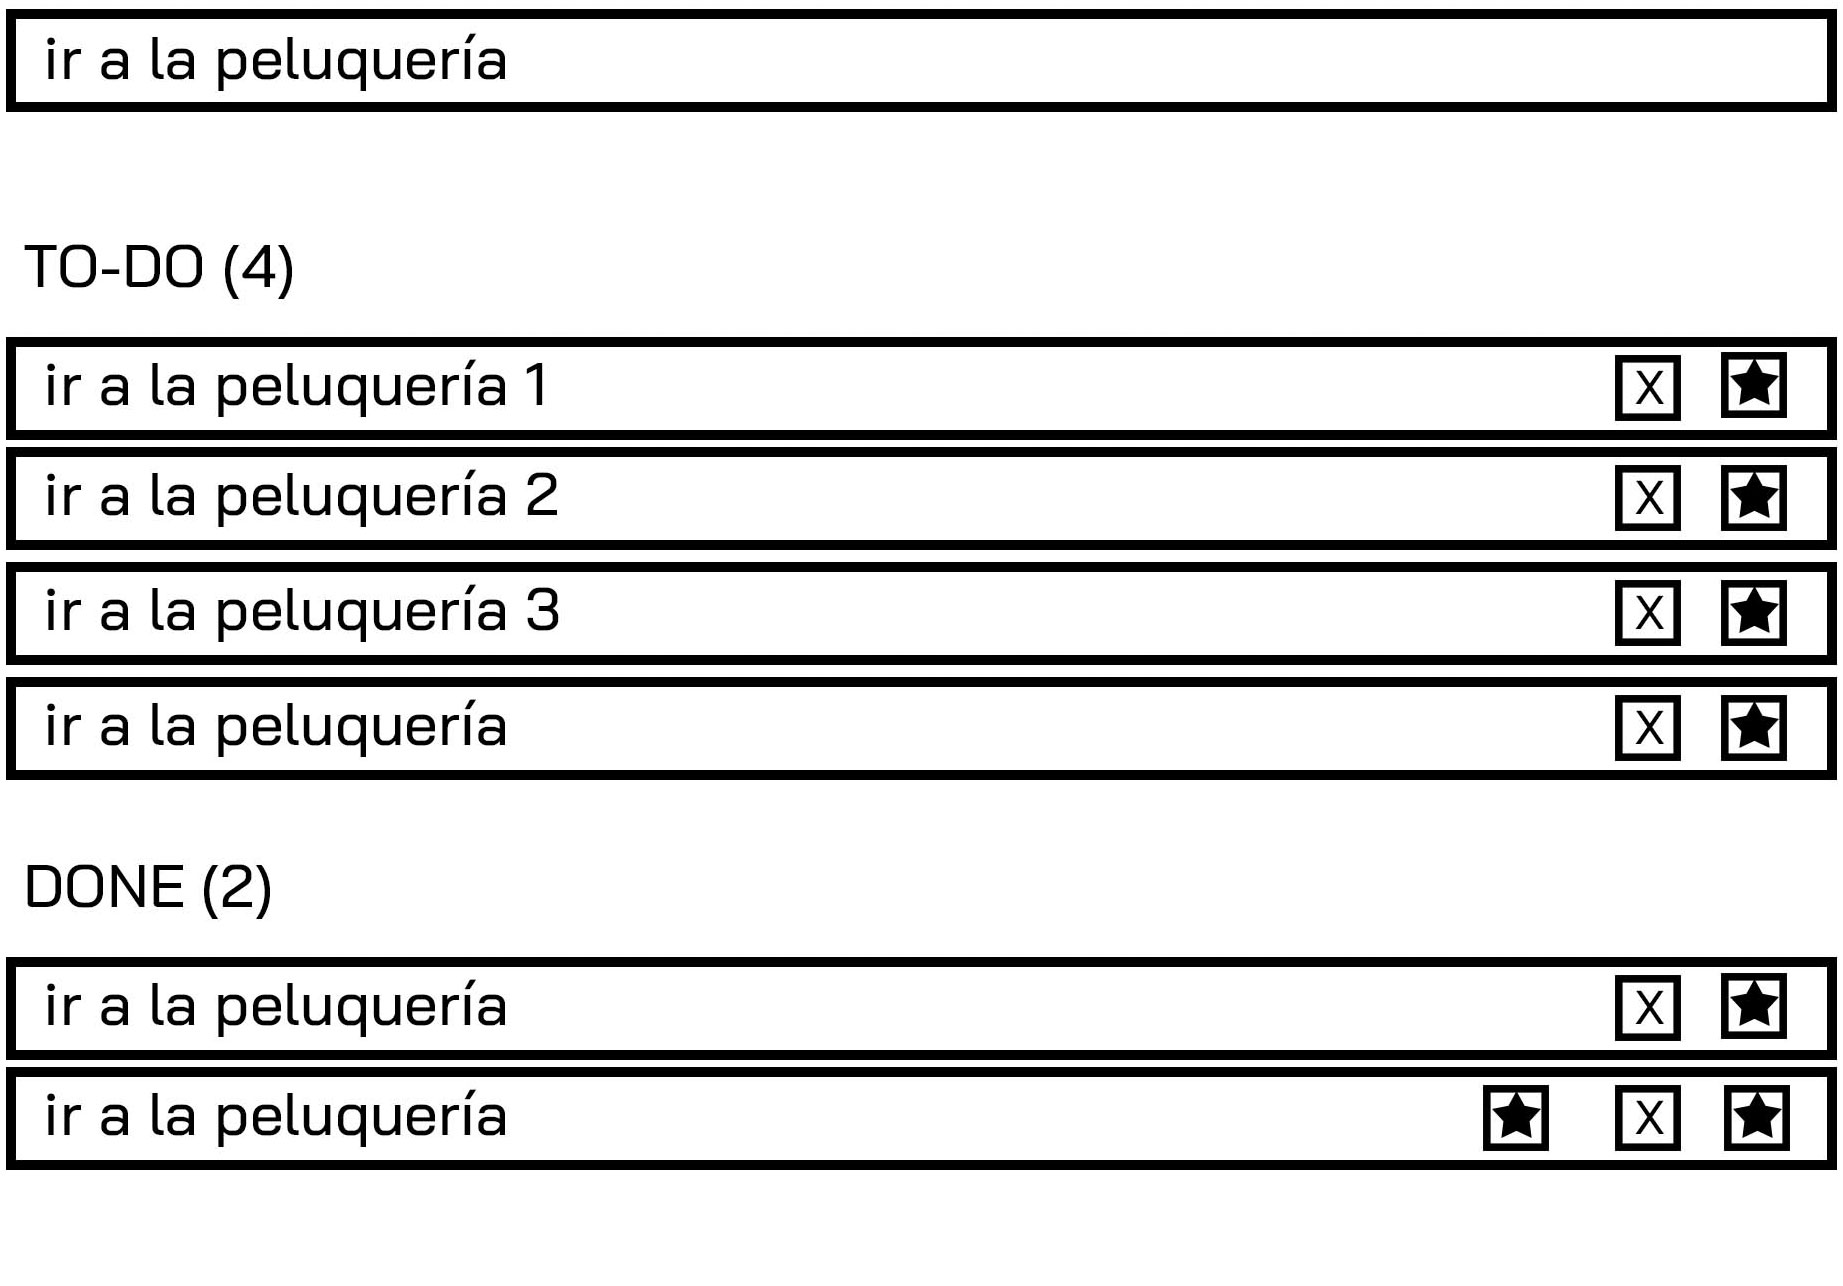 ir a la peluquería
TO-DO (4)
ir a la peluquería 1 X
ir a la peluquería 2 X
ir a la peluquería 3 X
ir a la peluquería X
DONE (2)
ir a la peluquería X
ir a la peluquería X